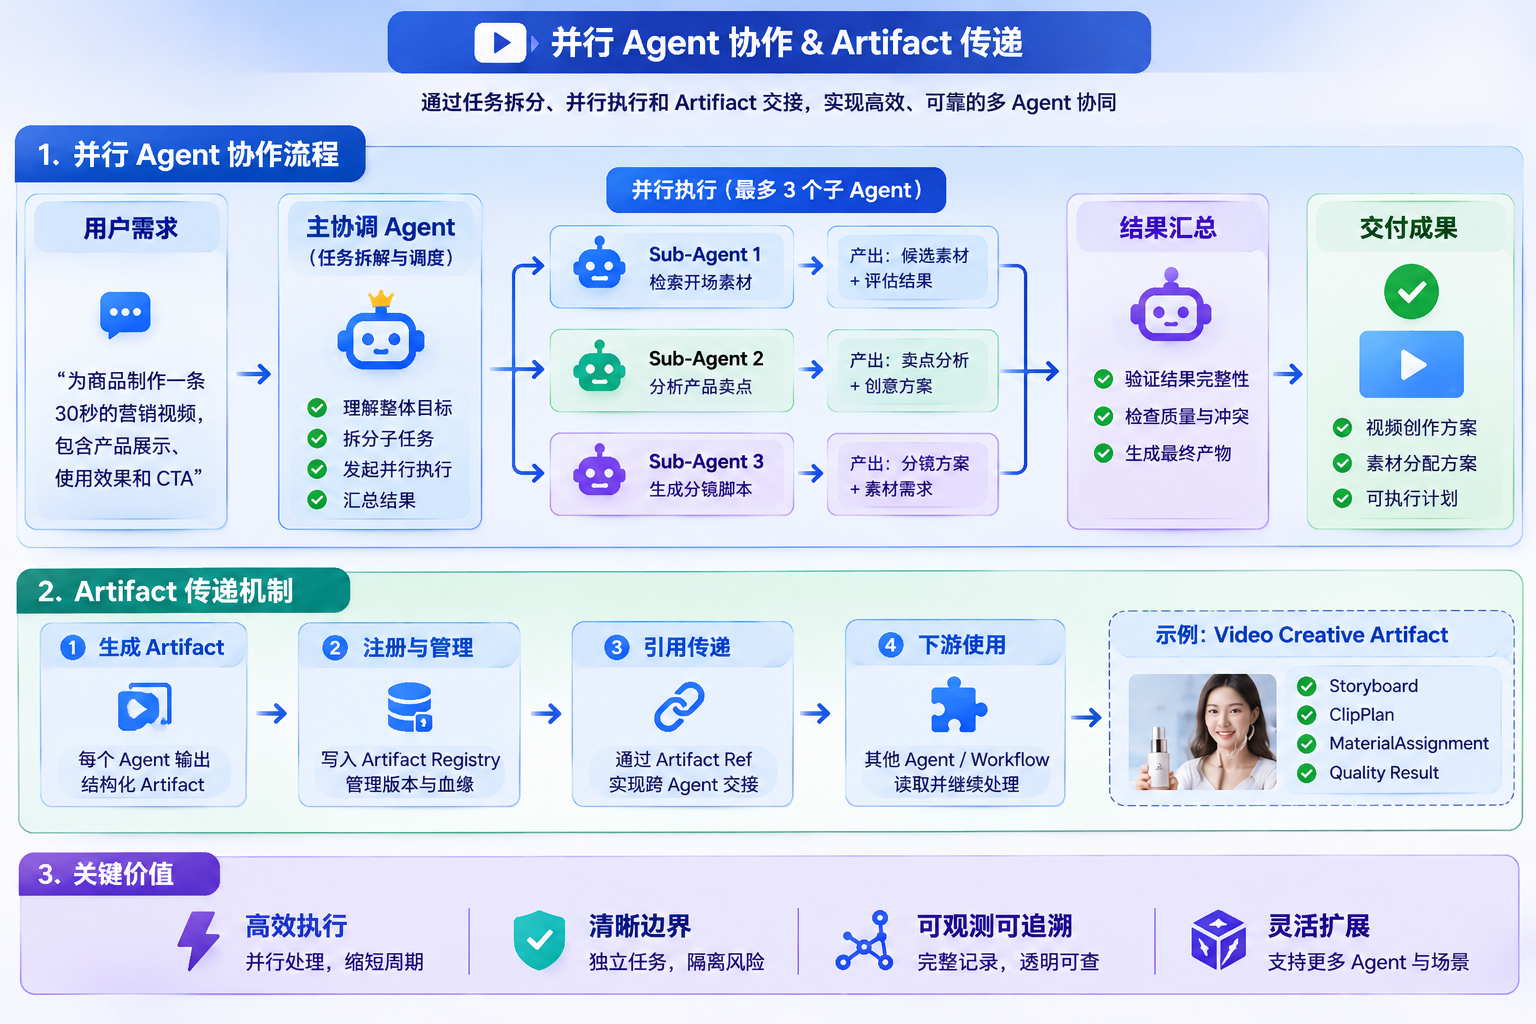 并行 Agent 协作 & Artifact 传递
通过任务拆分、并行执行和 Artifiact 交接，实现高效、可靠的多 Agent 协同
1. 并行 Agent 协作流程
用户需求
“为商品制作一条
30秒的营销视频，
包含产品展示、
使用效果和 CTA”
主协调 Agent
（任务拆解与调度）
理解整体目标
拆分子任务
发起并行执行
汇总结果
并行执行（最多 3 个子 Agent）
Sub-Agent 1
检索开场素材
产出：候选素材
+ 评估结果
Sub-Agent 2
分析产品卖点
产出：卖点分析
+ 创意方案
Sub-Agent 3
生成分镜脚本
产出：分镜方案
+ 素材需求
结果汇总
验证结果完整性
检查质量与冲突
生成最终产物
交付成果
视频创作方案
素材分配方案
可执行计划
2. Artifact 传递机制
1 生成 Artifact
每个 Agent 输出
结构化 Artifact
2 注册与管理
写入 Artifact Registry
管理版本与血缘
3 引用传递
通过 Artifact Ref
实现跨 Agent 交接
4 下游使用
其他 Agent / Workflow
读取并继续处理
示例：Video Creative Artifact
Storyboard
ClipPlan
MaterialAssignment
Quality Result
3. 关键价值
高效执行
并行处理，缩短周期
清晰边界
独立任务，隔离风险
可观测可追溯
完整记录，透明可查
灵活扩展
支持更多 Agent 与场景